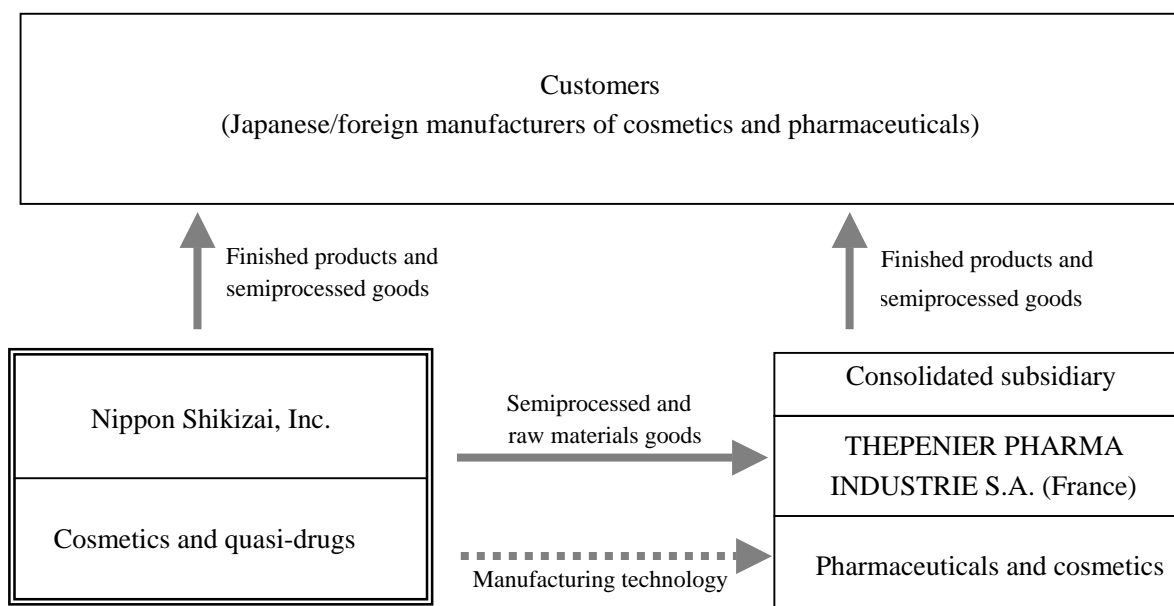 Customers
(Japanese/foreign manufacturers of cosmetics and pharmaceuticals)
Finished products and
semiprocessed goods
Finished products and
semiprocessed goods
Nippon Shikizai, Inc.
Cosmetics and quasi-drugs
Semiprocessed and
raw materials goods
Manufacturing technology
Consolidated subsidiary
THEPENIER PHARMA
INDUSTRIE S.A. (France)
Pharmaceuticals and cosmetics